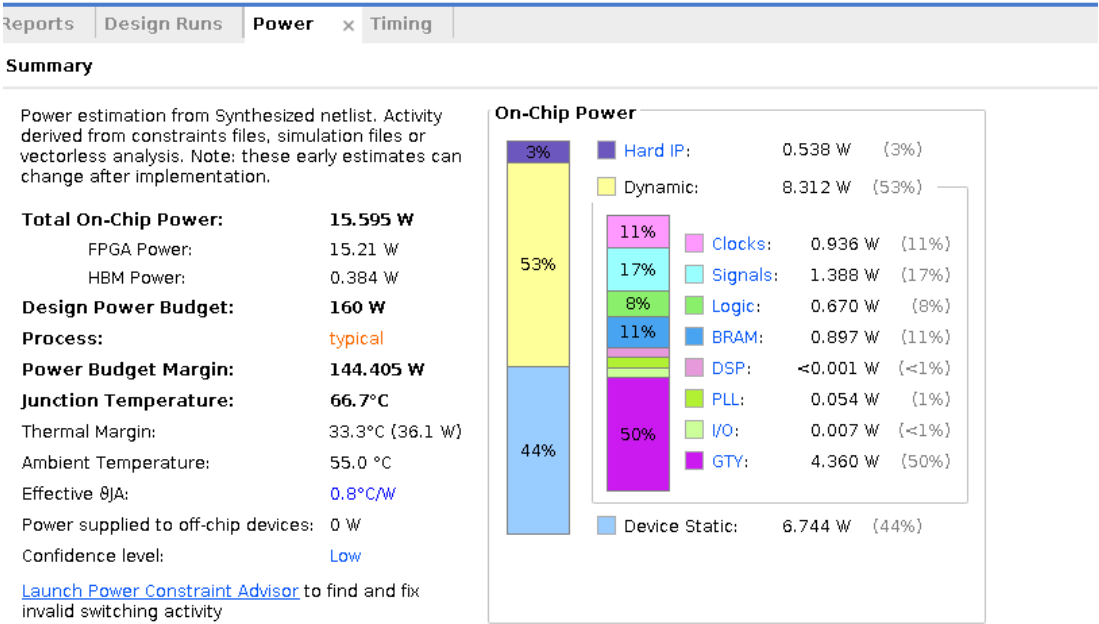 Reports Design Runs Power × Timing
Summary
Power estimation from Synthesized netlist. Activity
derived from constraints files, simulation files or
vectorless analysis. Note: these early estimates can
change after implementation.
Total On-Chip Power: 15.595 W
FPGA Power: 15.21 W
HBM Power: 0.384 W
Design Power Budget: 160 W
Process: typical
Power Budget Margin: 144.405 W
Junction Temperature: 66.7°C
Thermal Margin: 33.3°C (36.1 W)
Ambient Temperature: 55.0 °C
Effective ϑJA: 0.8°C/W
Power supplied to off-chip devices: 0 W
Confidence level: Low
Launch Power Constraint Advisor to find and fix
invalid switching activity
On-Chip Power
3%
53%
44%
Hard IP: 0.538 W (3%)
Dynamic: 8.312 W (53%)
11%
17%
8%
11%
50%
Clocks: 0.936 W (11%)
Signals: 1.388 W (17%)
Logic: 0.670 W (8%)
BRAM: 0.897 W (11%)
DSP: <0.001 W (<1%)
PLL: 0.054 W (1%)
I/O: 0.007 W (<1%)
GTY: 4.360 W (50%)
Device Static: 6.744 W (44%)